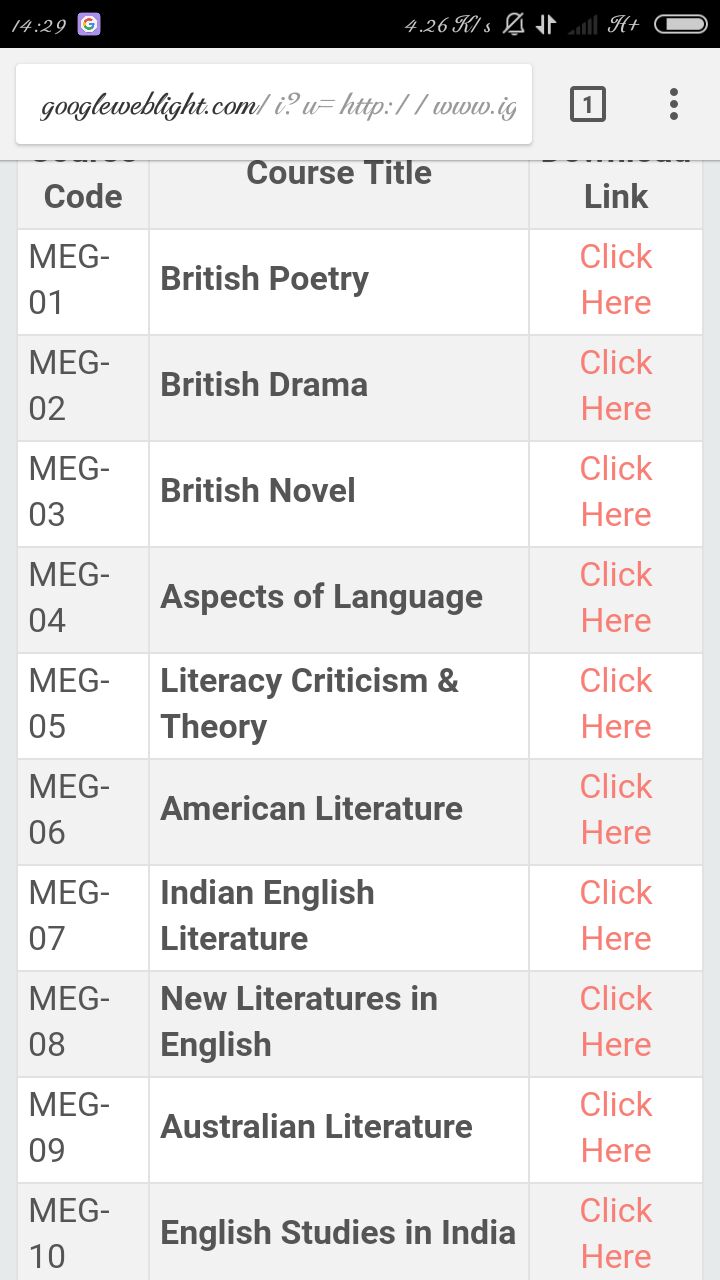 14:29 4.26 K/s H+
googleweblight.com/i?u=http://www.ig
1
Course Title
Code Link
MEG-
01
British Poetry
Click
Here
MEG-
02
British Drama
Click
Here
MEG-
03
British Novel
Click
Here
MEG-
04
Aspects of Language
Click
Here
MEG-
05
Literacy Criticism &
Theory
Click
Here
MEG-
06
American Literature
Click
Here
MEG-
07
Indian English
Literature
Click
Here
MEG-
08
New Literatures in
English
Click
Here
MEG-
09
Australian Literature
Click
Here
MEG-
10
English Studies in India
Click
Here